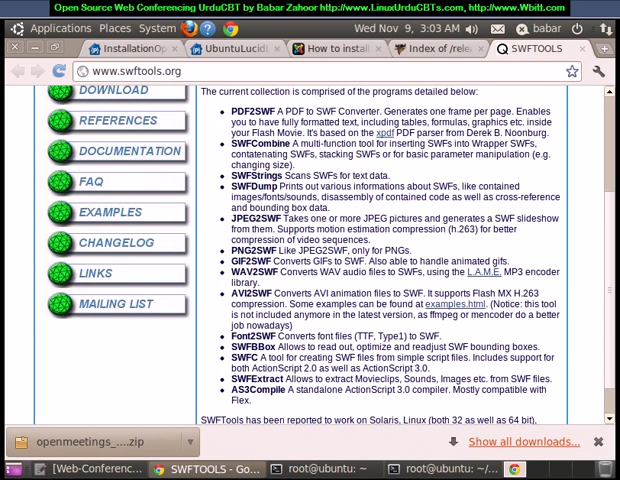 Open Source Web Conferencing UrduCBT by Babar Zahoor http://www.LinuxUrduCBTs.com, http://www.Wbitt.com
Applications Places System Wed Nov 9, 3:03 AM babar
InstallationOp UbuntuLucid How to install Index of /relea SWFTOOLS
www.swftools.org
DOWNLOAD
REFERENCES
DOCUMENTATION
FAQ
EXAMPLES
CHANGELOG
LINKS
MAILING LIST
The current collection is comprised of the programs detailed below:
PDF2SWF A PDF to SWF Converter. Generates one frame per page. Enables
you to have fully formatted text, including tables, formulas, graphics etc. inside
your Flash Movie. It's based on the xpdf PDF parser from Derek B. Noonburg.
SWFCombine A multi-function tool for inserting SWFs into Wrapper SWFs,
contatenating SWFs, stacking SWFs or for basic parameter manipulation (e.g.
changing size).
SWFStrings Scans SWFs for text data.
SWFDump Prints out various informations about SWFs, like contained
images/fonts/sounds, disassembly of contained code as well as cross-reference
and bounding box data.
JPEG2SWF Takes one or more JPEG pictures and generates a SWF slideshow
from them. Supports motion estimation compression (h.263) for better
compression of video sequences.
PNG2SWF Like JPEG2SWF, only for PNGs.
GIF2SWF Converts GIFs to SWF. Also able to handle animated gifs.
WAV2SWF Converts WAV audio files to SWFs, using the L.A.M.E. MP3 encoder
library.
AVI2SWF Converts AVI animation files to SWF. It supports Flash MX H.263
compression. Some examples can be found at examples.html. (Notice: this tool
is not included anymore in the latest version, as ffmpeg or mencoder do a better
job nowadays)
Font2SWF Converts font files (TTF, Type1) to SWF.
SWFBBox Allows to read out, optimize and readjust SWF bounding boxes.
SWFC A tool for creating SWF files from simple script files. Includes support for
both ActionScript 2.0 as well as ActionScript 3.0.
SWFExtract Allows to extract Movieclips, Sounds, Images etc. from SWF files.
AS3Compile A standalone ActionScript 3.0 compiler. Mostly compatible with
Flex.
SWFTools has been reported to work on Solaris, Linux (both 32 as well as 64 bit),
openmeetings_....zip Show all downloads...
[Web-Conferenc... SWFTOOLS - Go... root@ubuntu: ~ root@ubuntu: ~/...